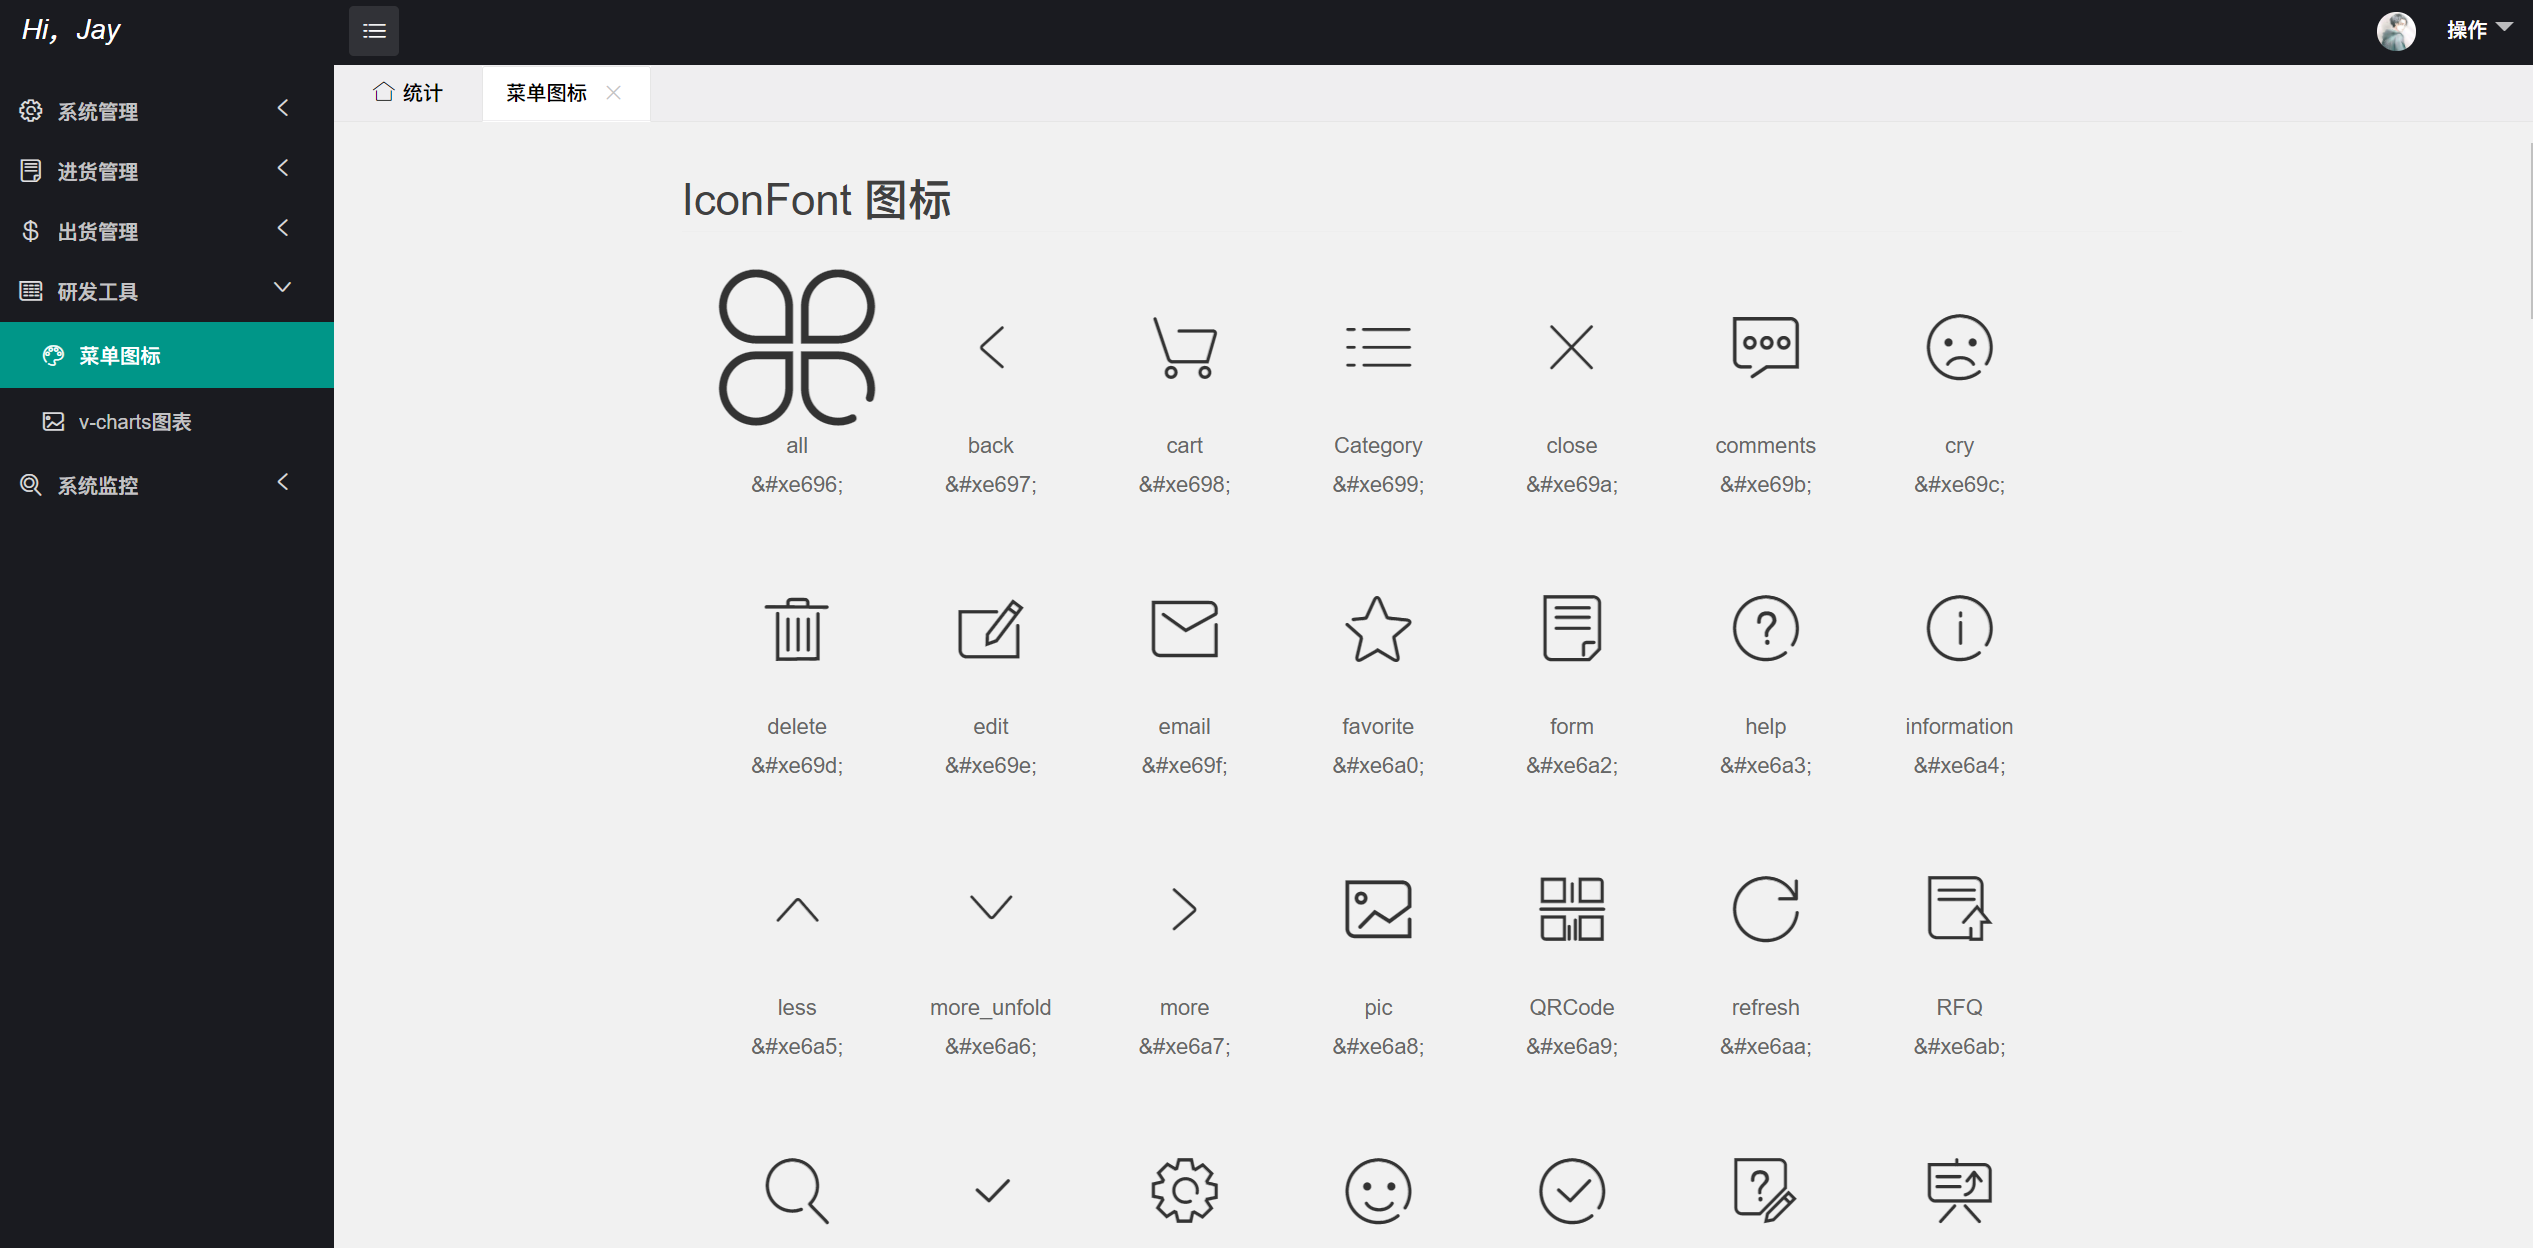 Hi，Jay
操作
系统管理
进货管理
出货管理
研发工具
菜单图标
v-charts图表
系统监控
统计
菜单图标
IconFont 图标
all back cart Category close comments cry
&#xe696; &#xe697; &#xe698; &#xe699; &#xe69a; &#xe69b; &#xe69c;
delete edit email favorite form help information
&#xe69d; &#xe69e; &#xe69f; &#xe6a0; &#xe6a2; &#xe6a3; &#xe6a4;
less more_unfold more pic QRCode refresh RFQ
&#xe6a5; &#xe6a6; &#xe6a7; &#xe6a8; &#xe6a9; &#xe6aa; &#xe6ab;